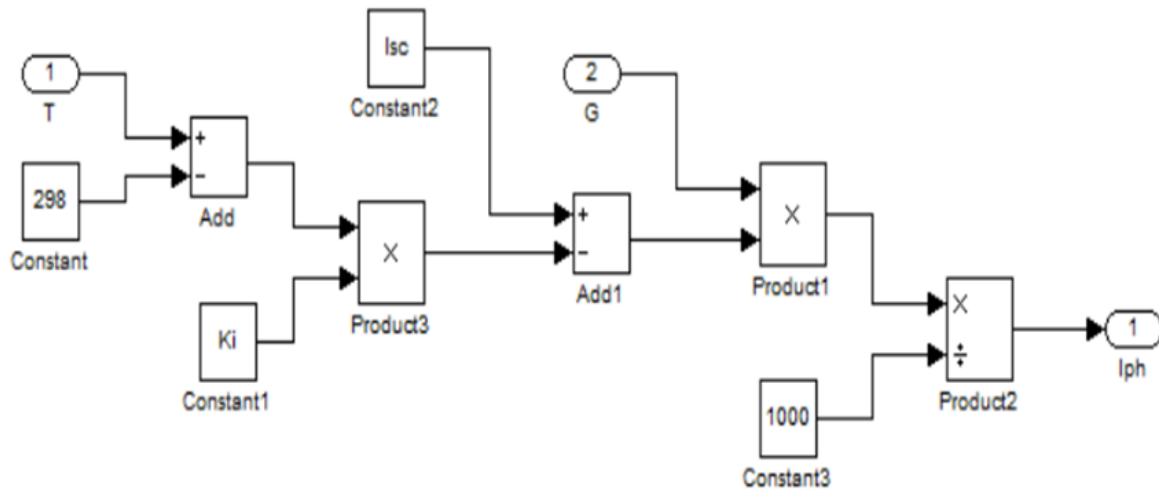 1
T
298
Constant
+
−
Add
Isc
Constant2
Ki
Constant1
X
Product3
+
−
Add1
2
G
X
Product1
1000
Constant3
X
÷
Product2
1
Iph